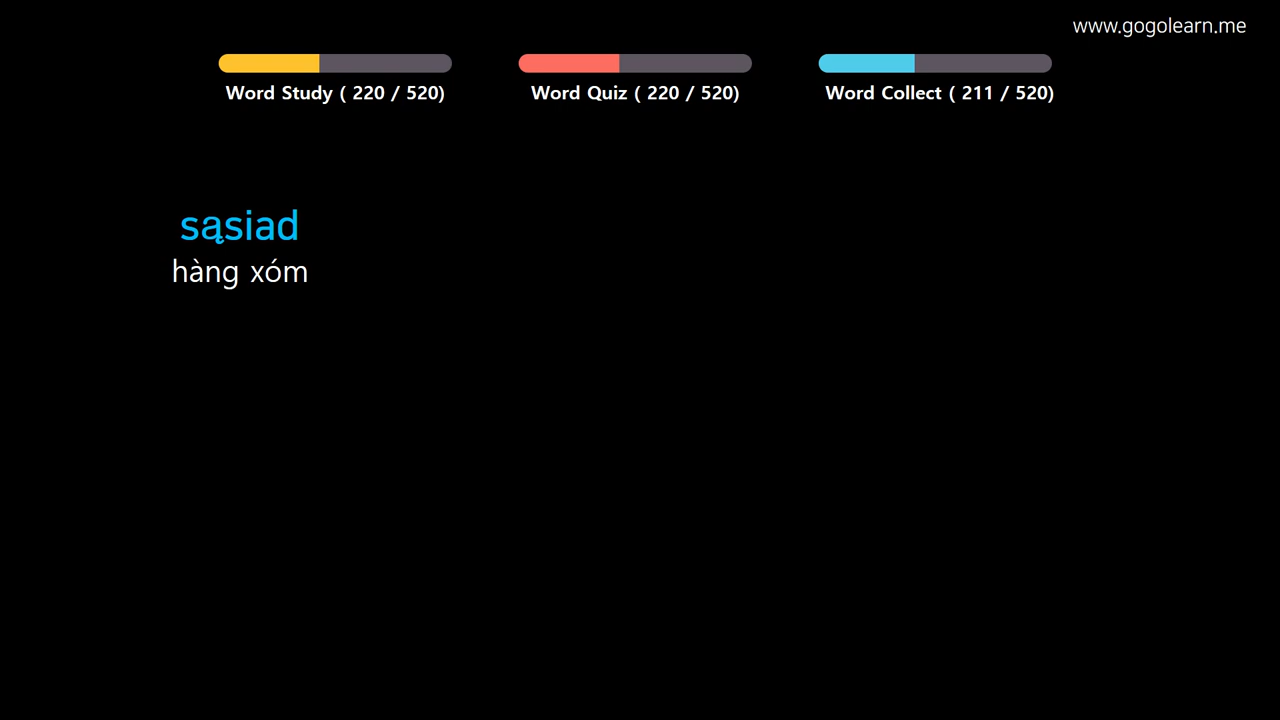 www.gogolearn.me
Word Study ( 220 / 520)
Word Quiz ( 220 / 520)
Word Collect ( 211 / 520)
sąsiad
hàng xóm